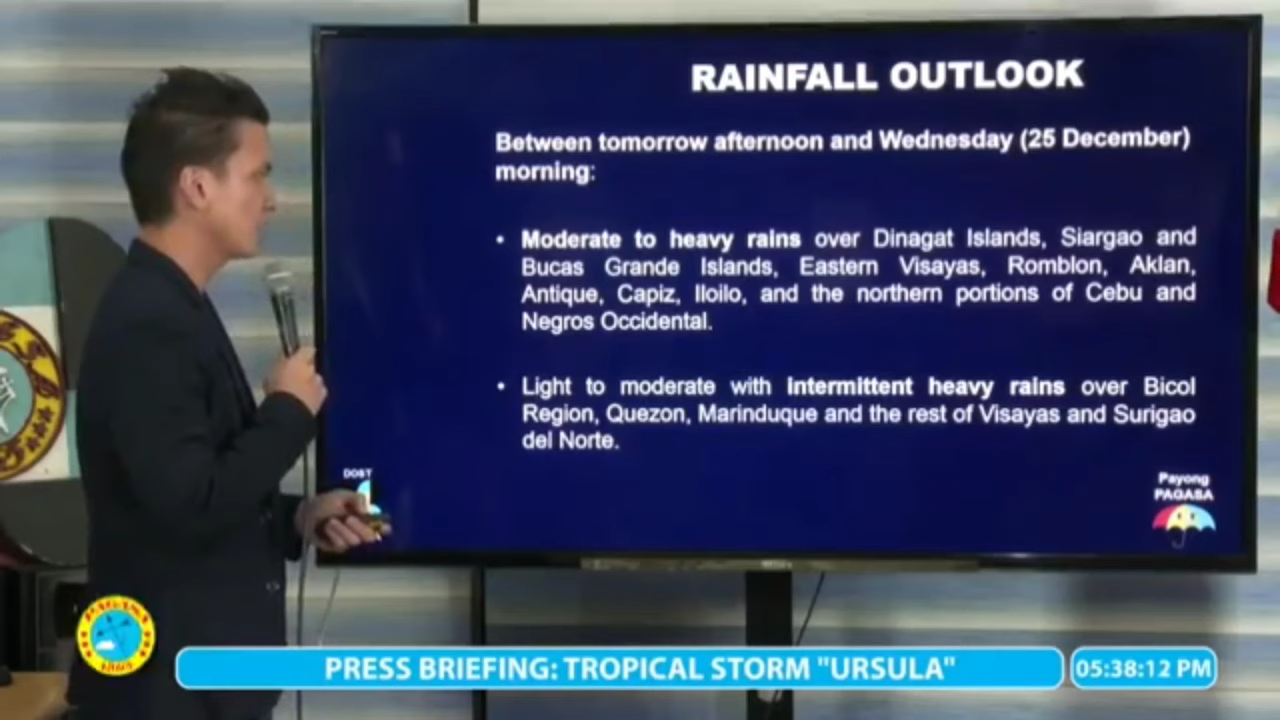 RAINFALL OUTLOOK
Between tomorrow afternoon and Wednesday (25 December)
morning:
• Moderate to heavy rains over Dinagat Islands, Siargao and
Bucas Grande Islands, Eastern Visayas, Romblon, Aklan,
Antique, Capiz, Iloilo, and the northern portions of Cebu and
Negros Occidental.
• Light to moderate with intermittent heavy rains over Bicol
Region, Quezon, Marinduque and the rest of Visayas and Surigao
del Norte.
DOST
Payong
PAGASA
PRESS BRIEFING: TROPICAL STORM "URSULA"
05:38:12 PM